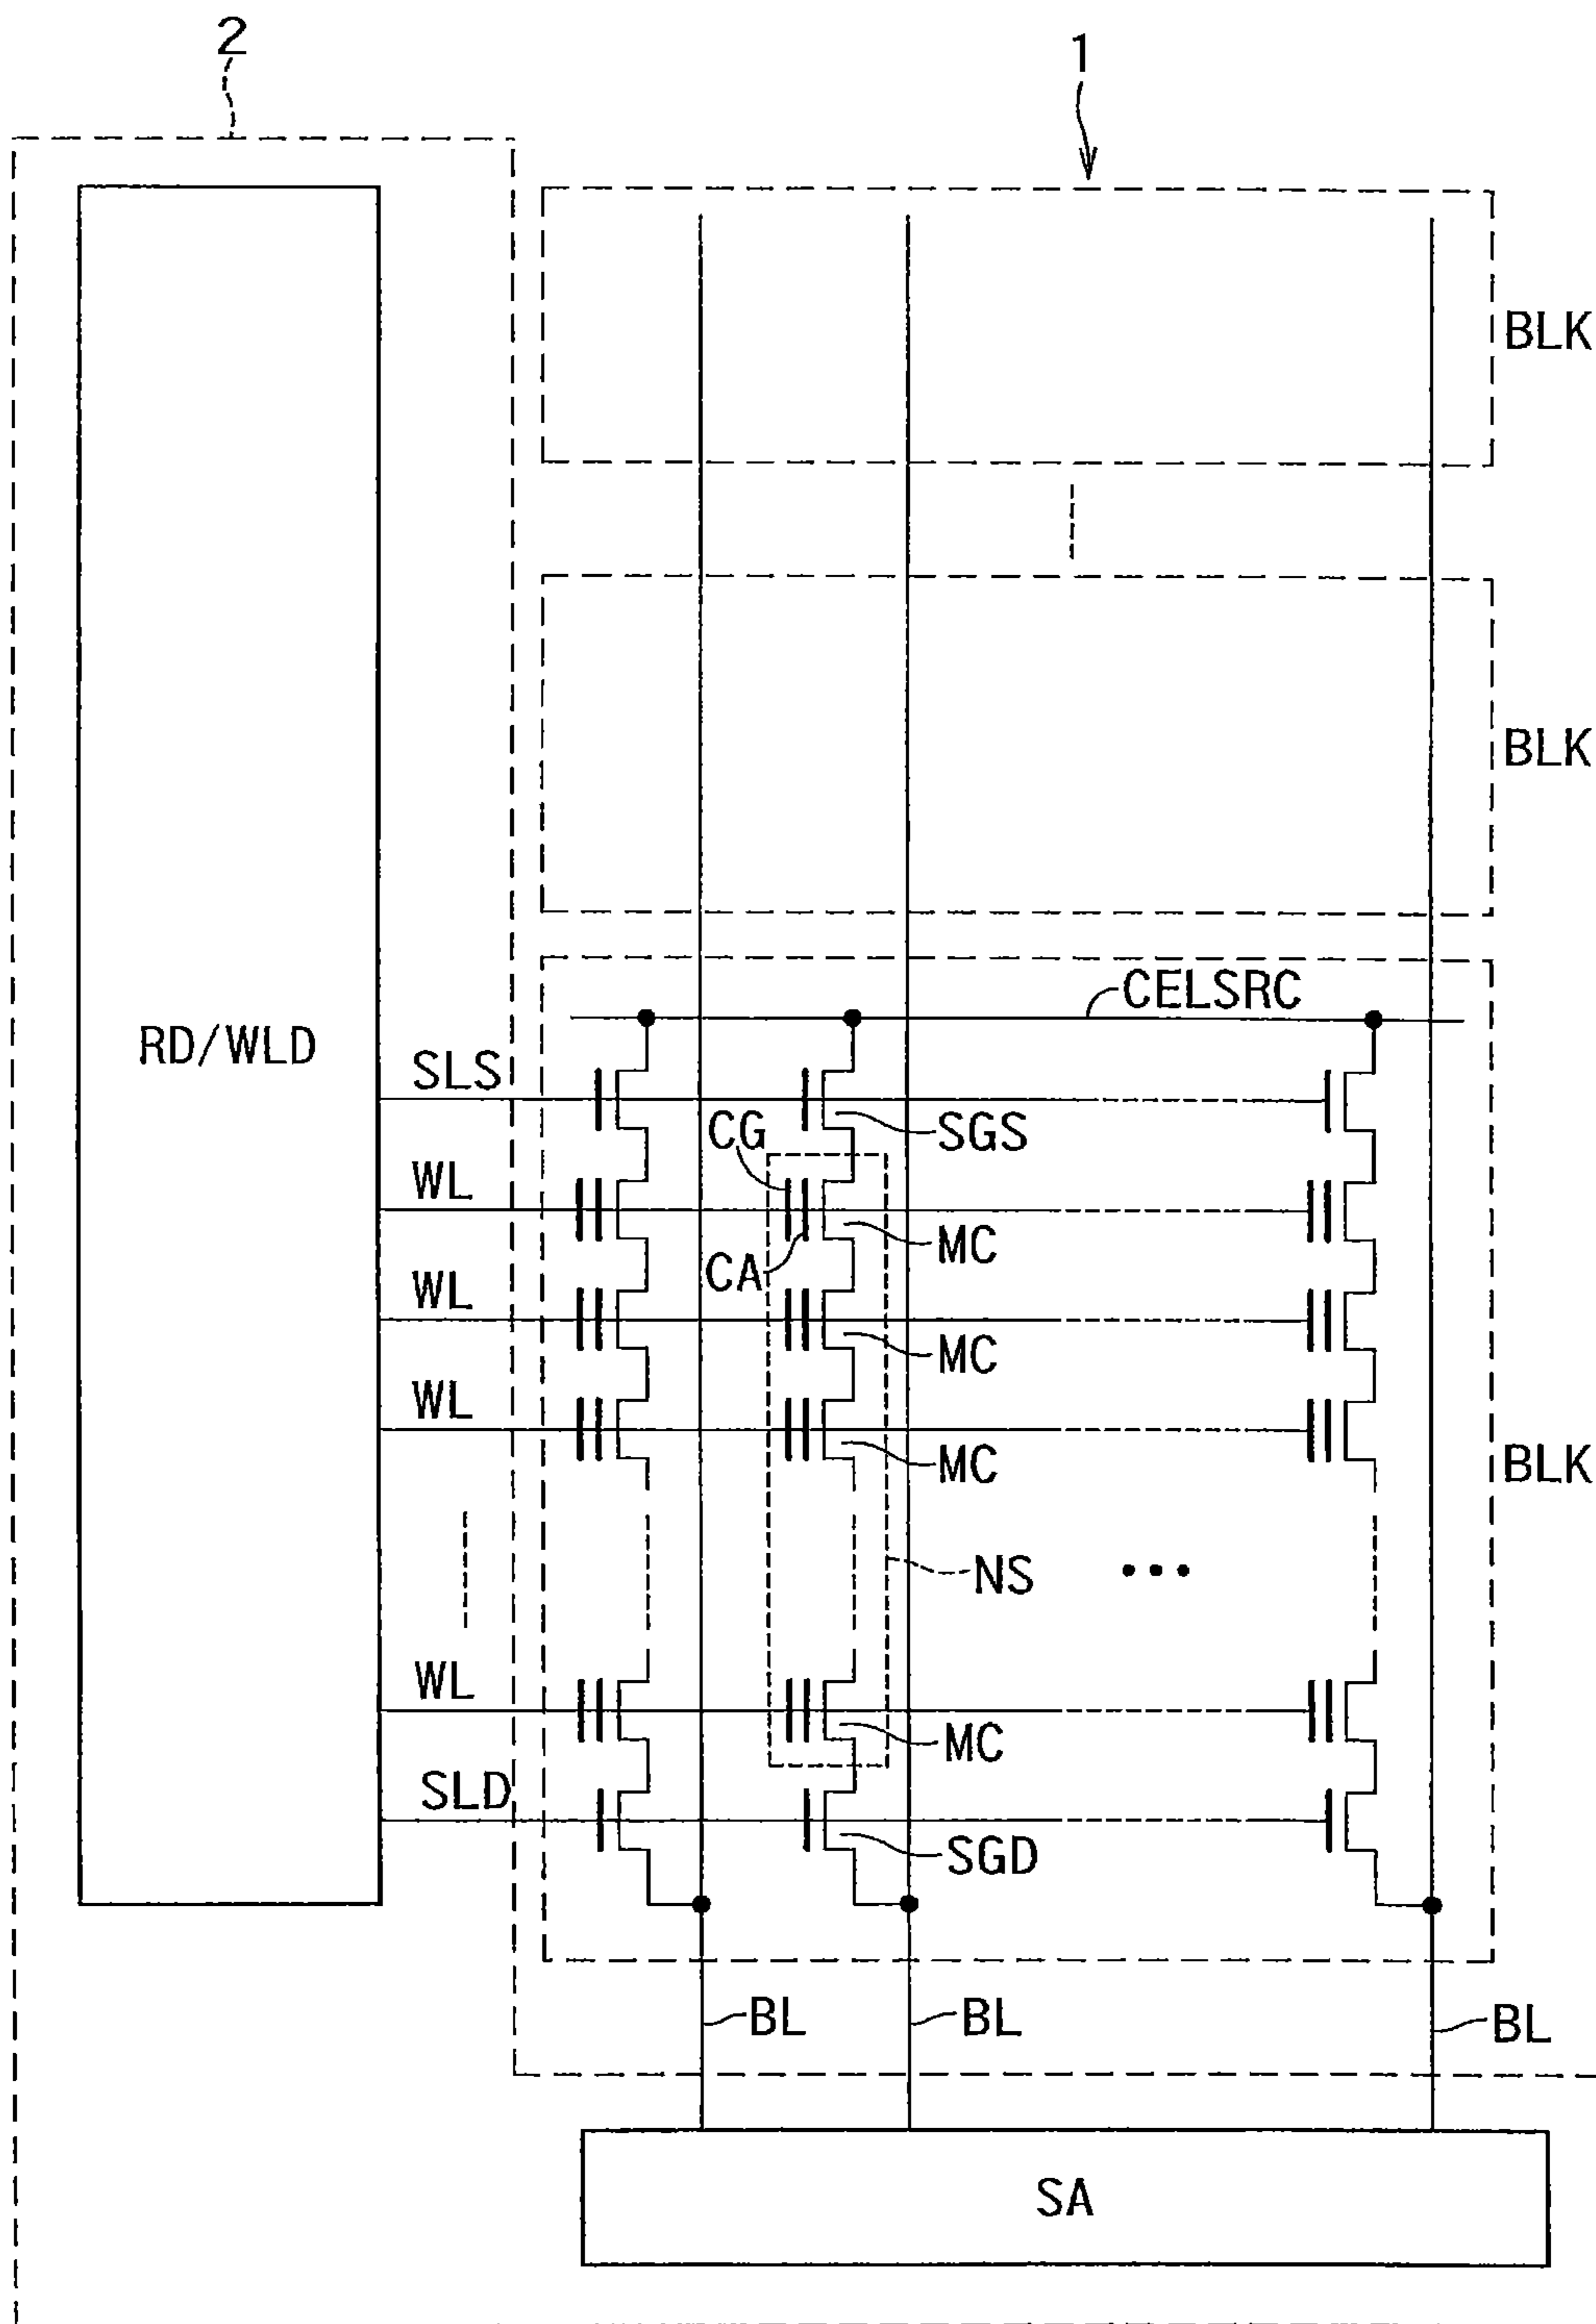 2
1
BLK
BLK
CELSRC
RD/WLD
SLS
SGS
CG
WL
MC
CA
WL
MC
WL
MC
BLK
NS
•••
WL
MC
SLD
SGD
BL
BL
BL
SA